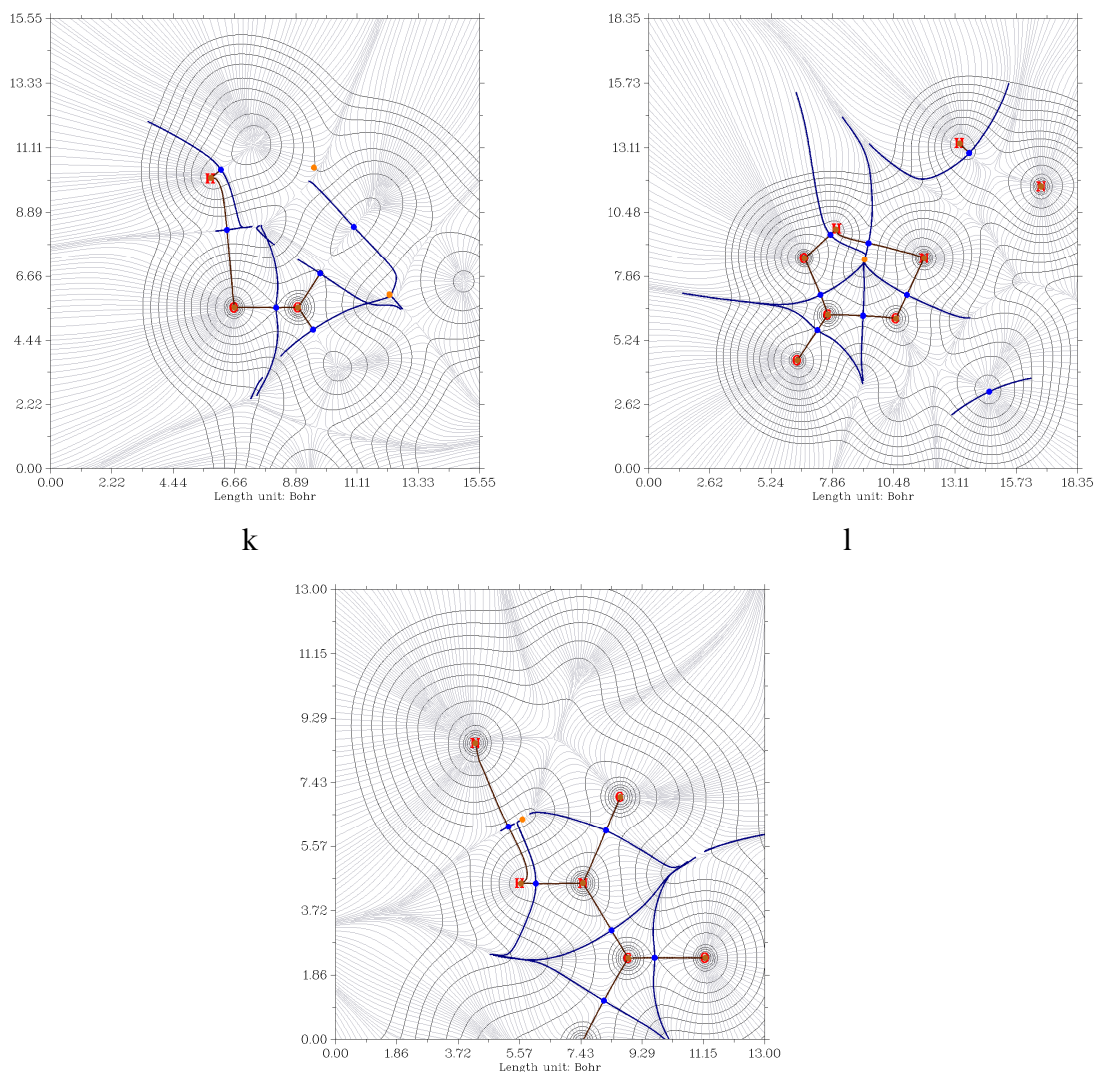 15.55
13.33
11.11
8.89
6.66
4.44
2.22
0.00
H
0.00 2.22 4.44 6.66 8.89 11.11 13.33 15.55
Length unit: Bohr
k
18.35
15.73
13.11
10.48
7.86
5.24
2.62
0.00
H
N
H
N
0.00 2.62 5.24 7.86 10.48 13.11 15.73 18.35
Length unit: Bohr
l
13.00
11.15
9.29
7.43
5.57
3.72
1.86
0.00
N
C
H N
C O
0.00 1.86 3.72 5.57 7.43 9.29 11.15 13.00
Length unit: Bohr